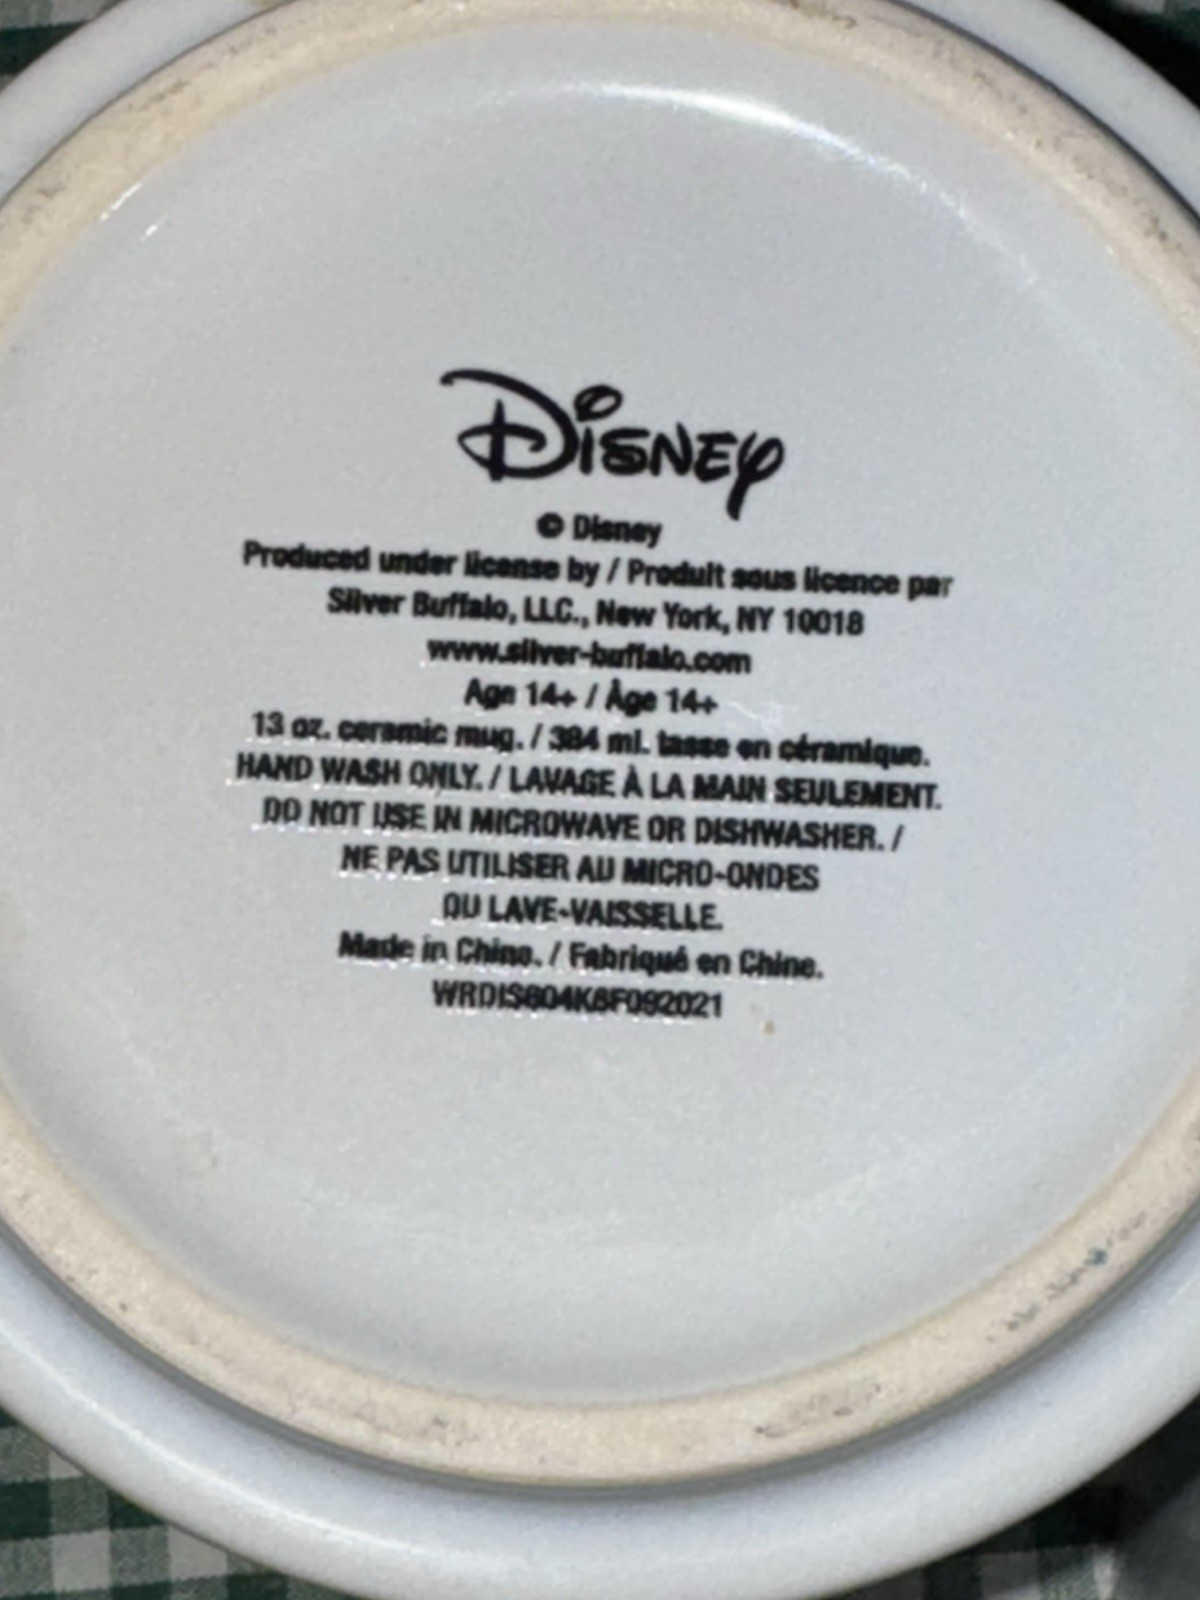 Disney
© Disney
Produced under license by / Produit sous licence par
Silver Buffalo, LLC., New York, NY 10018
www.silver-buffalo.com
Age 14+ / Âge 14+
13 oz. ceramic mug. / 384 ml. tasse en céramique.
HAND WASH ONLY. / LAVAGE À LA MAIN SEULEMENT.
DO NOT USE IN MICROWAVE OR DISHWASHER. /
NE PAS UTILISER AU MICRO-ONDES
OU LAVE-VAISSELLE.
Made in China. / Fabriqué en Chine.